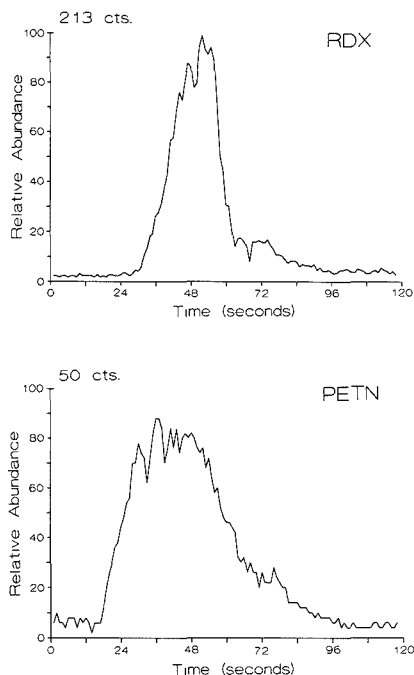 213 cts.
RDX
100
80
60
40
20
0
Relative Abundance
0 24 48 72 96 120
Time (seconds)
50 cts.
PETN
100
80
60
40
20
0
Relative Abundance
0 24 48 72 96 120
Time (seconds)